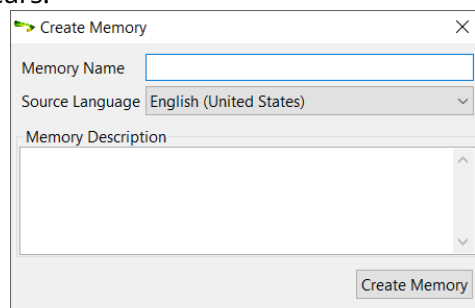 Create Memory
Memory Name
Source Language English (United States)
Memory Description
Create Memory